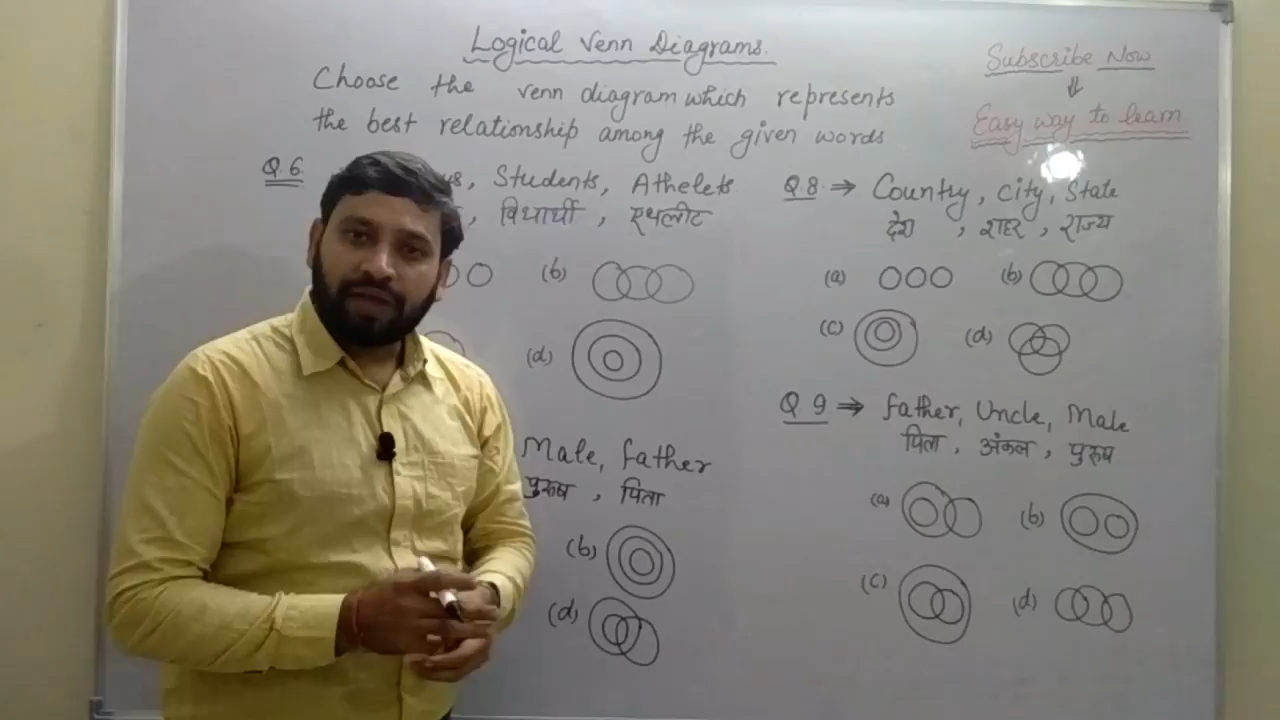 Logical Venn Diagrams.
Choose the venn diagram which represents
the best relationship among the given words
Subscribe Now
⇓
Easy way to learn
Q.6. Students, Athelets
, विधार्थी , एथलीट
(b)
(d)
Male, father
पुरूष , पिता
(b)
(d)
Q.8. ⇒ Country, City, State
देश , शहर , राज्य
(a) (b)
(c) (d)
Q.9 ⇒ father, Uncle, Male
पिता , अंकल , पुरूष
(a) (b)
(c) (d)